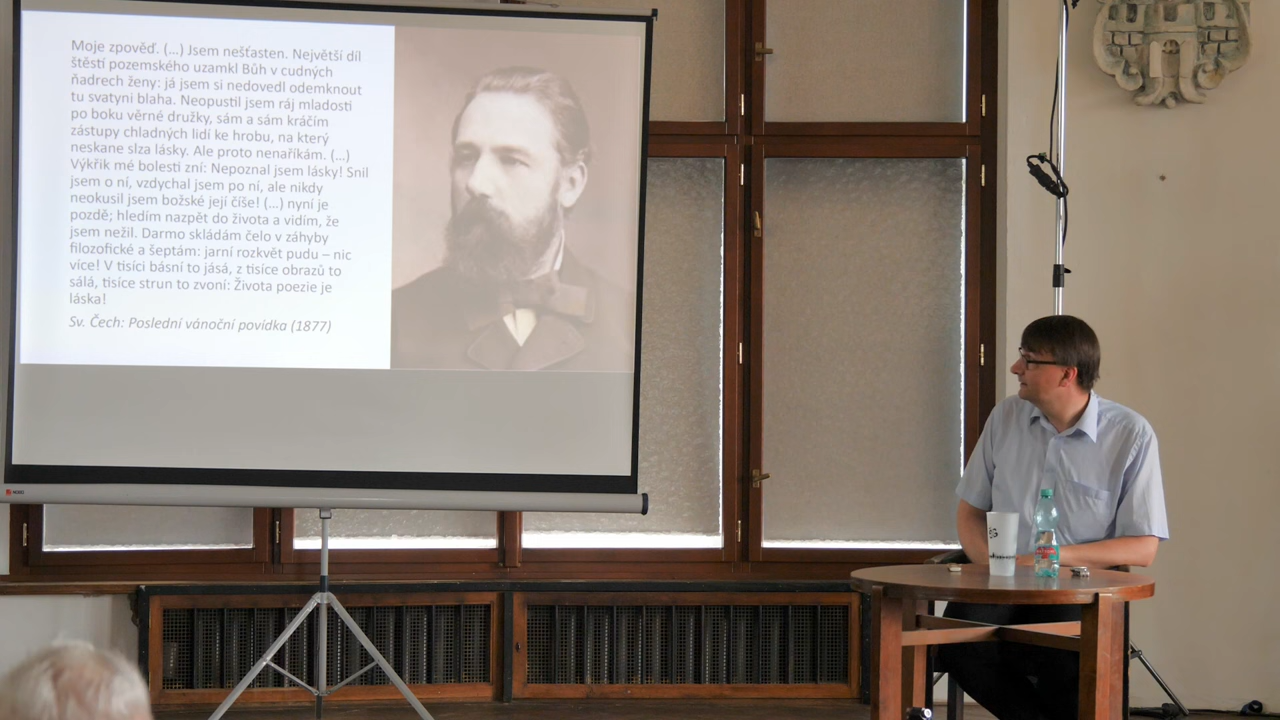 Moje zpověď. (...) Jsem nešťasten. Největší díl
štěstí pozemského uzamkl Bůh v cudných
ňadrech ženy: já jsem si nedovedl odemknout
tu svatyni blaha. Neopustil jsem ráj mladosti
po boku věrné družky, sám a sám kráčím
zástupy chladných lidí ke hrobu, na který
neskane slza lásky. Ale proto nenaříkám. (...)
Výkřik mé bolesti zní: Nepoznal jsem lásky! Snil
jsem o ní, vzdychal jsem po ní, ale nikdy
neokusil jsem božské její číše! (...) nyní je
pozdě; hledím nazpět do života a vidím, že
jsem nežil. Darmo skládám čelo v záhyby
filozofické a šeptám: jarní rozkvět pudu – nic
více! V tisíci básní to jásá, z tisíce obrazů to
sálá, tisíce strun to zvoní: Života poezie je
láska!
Sv. Čech: Poslední vánoční povídka (1877)